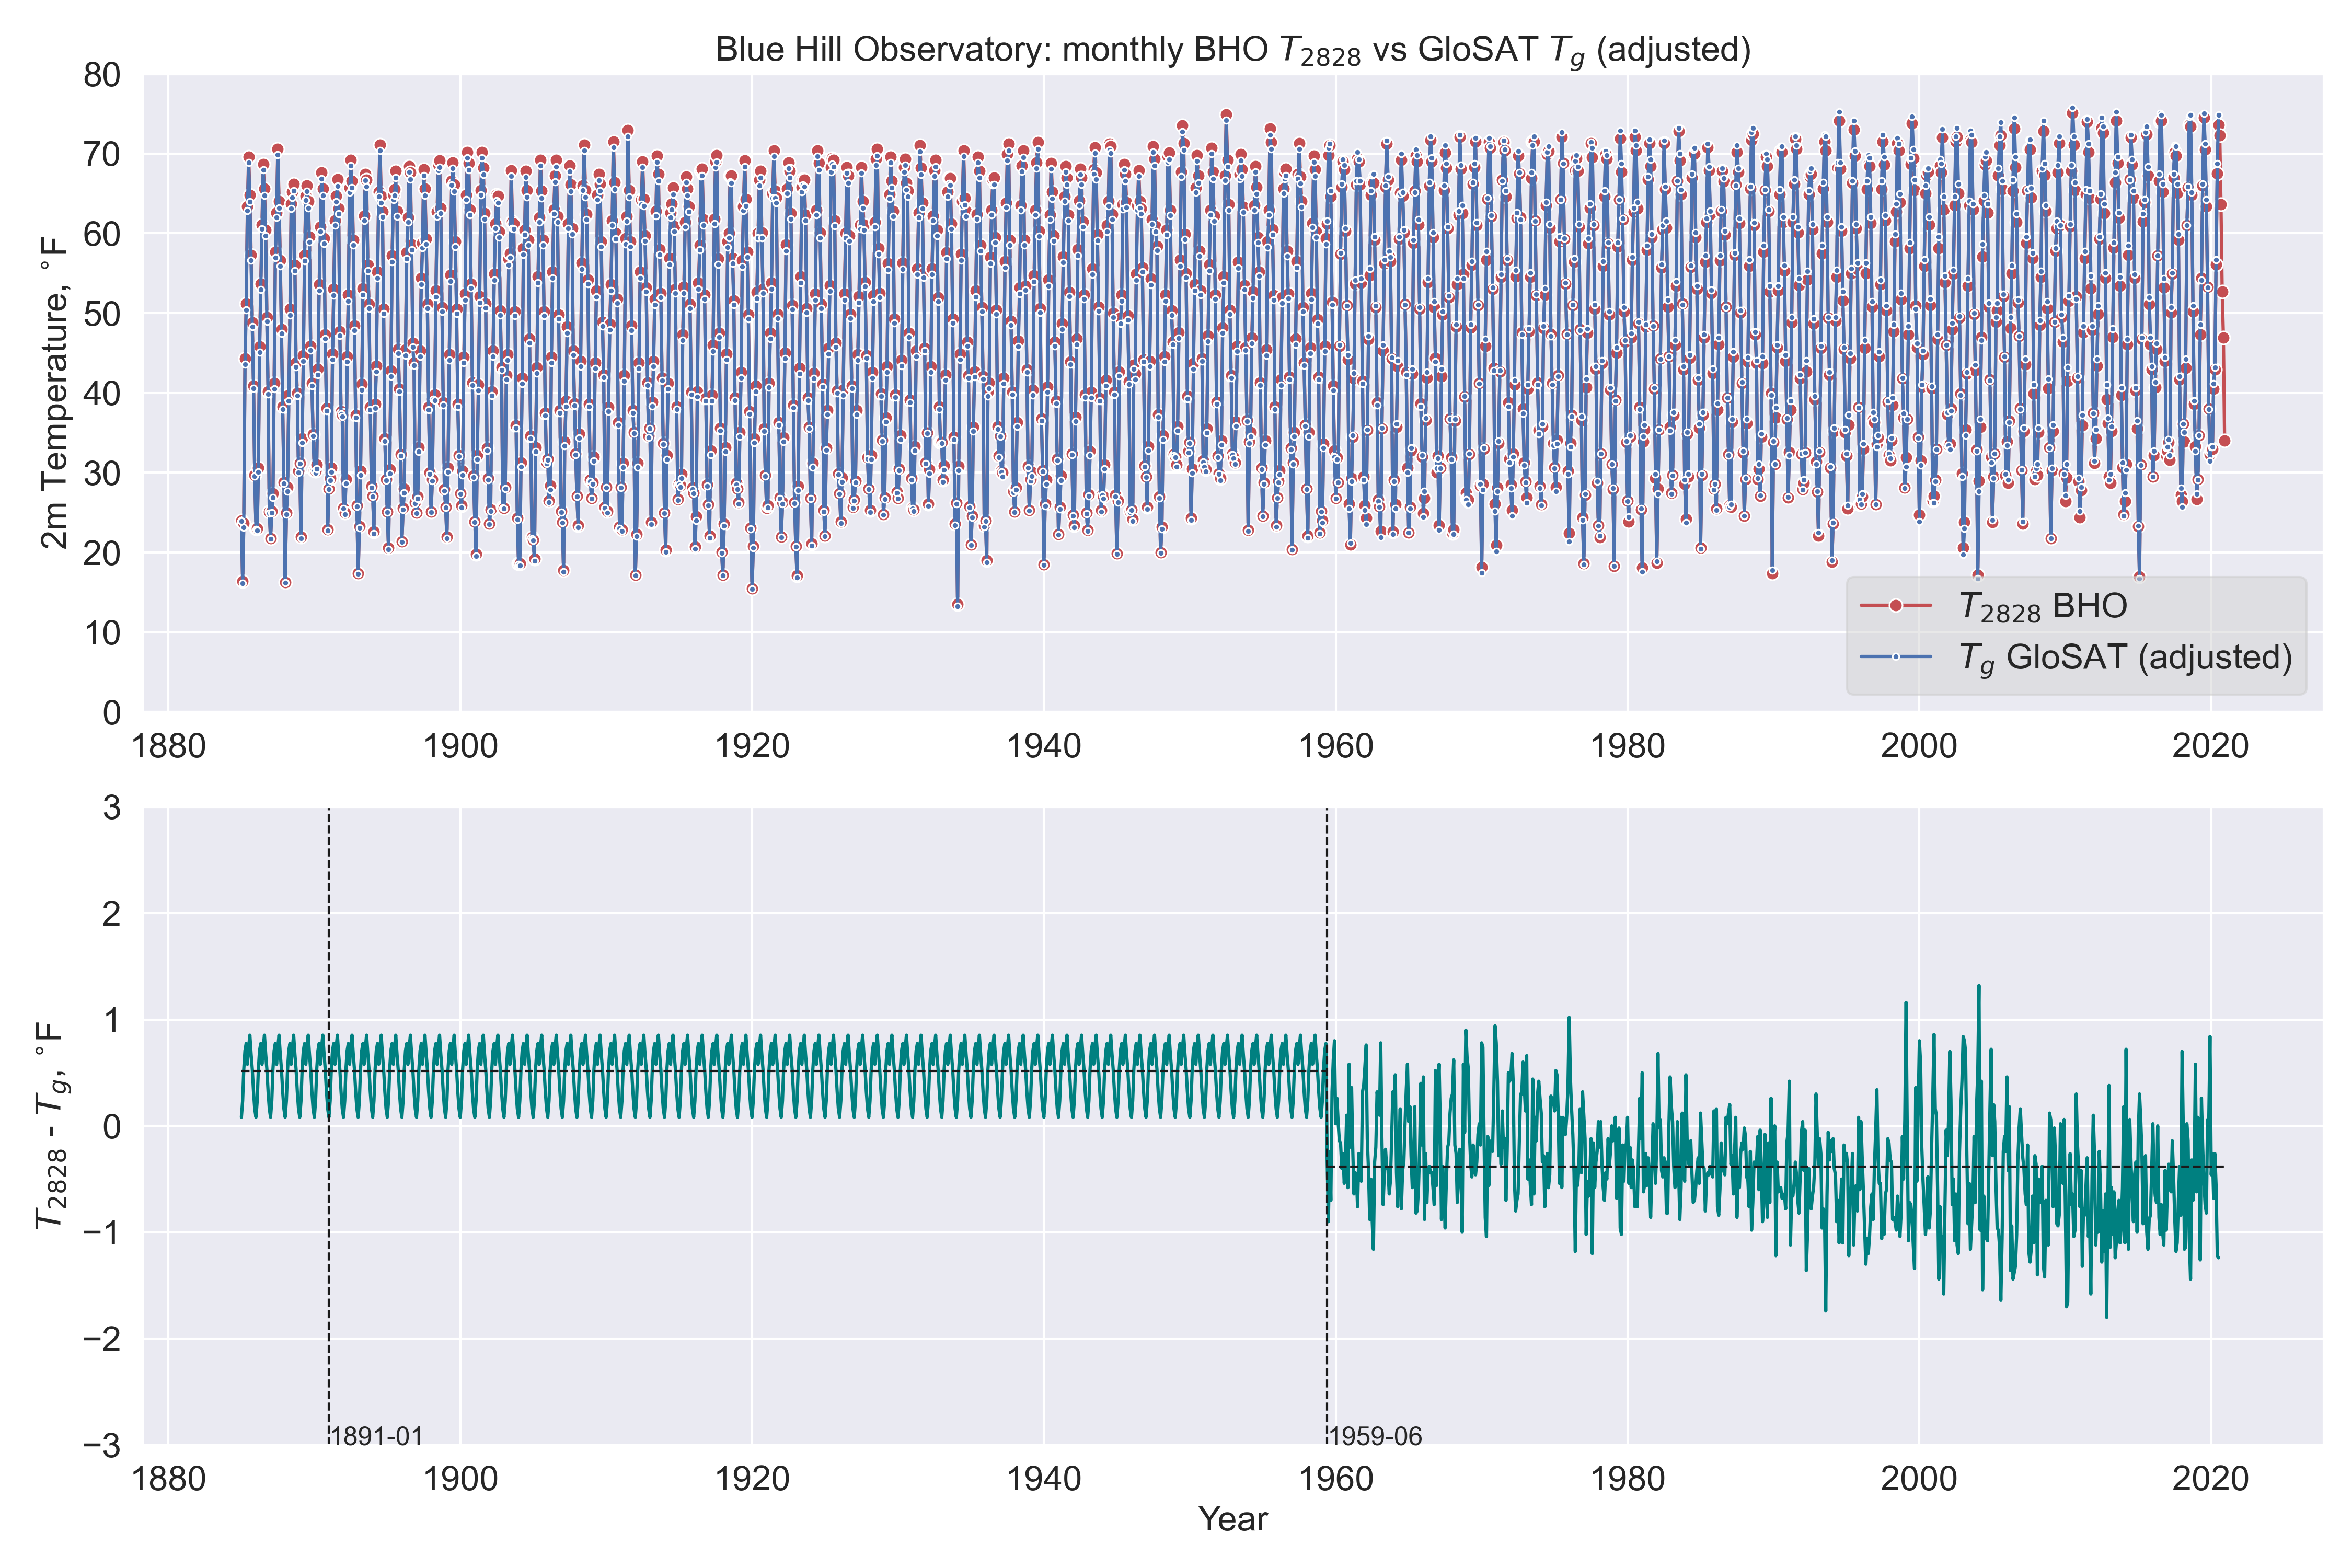 Blue Hill Observatory: monthly BHO T2828 vs GloSAT Tg (adjusted)
80
70
60
50
40
30
20
10
0
2m Temperature, °F
T2828 BHO
Tg GloSAT (adjusted)
1880 1900 1920 1940 1960 1980 2000 2020
3
2
1
0
−1
−2
−3
T2828 - Tg, °F
1891-01 1959-06
1880 1900 1920 1940 1960 1980 2000 2020
Year